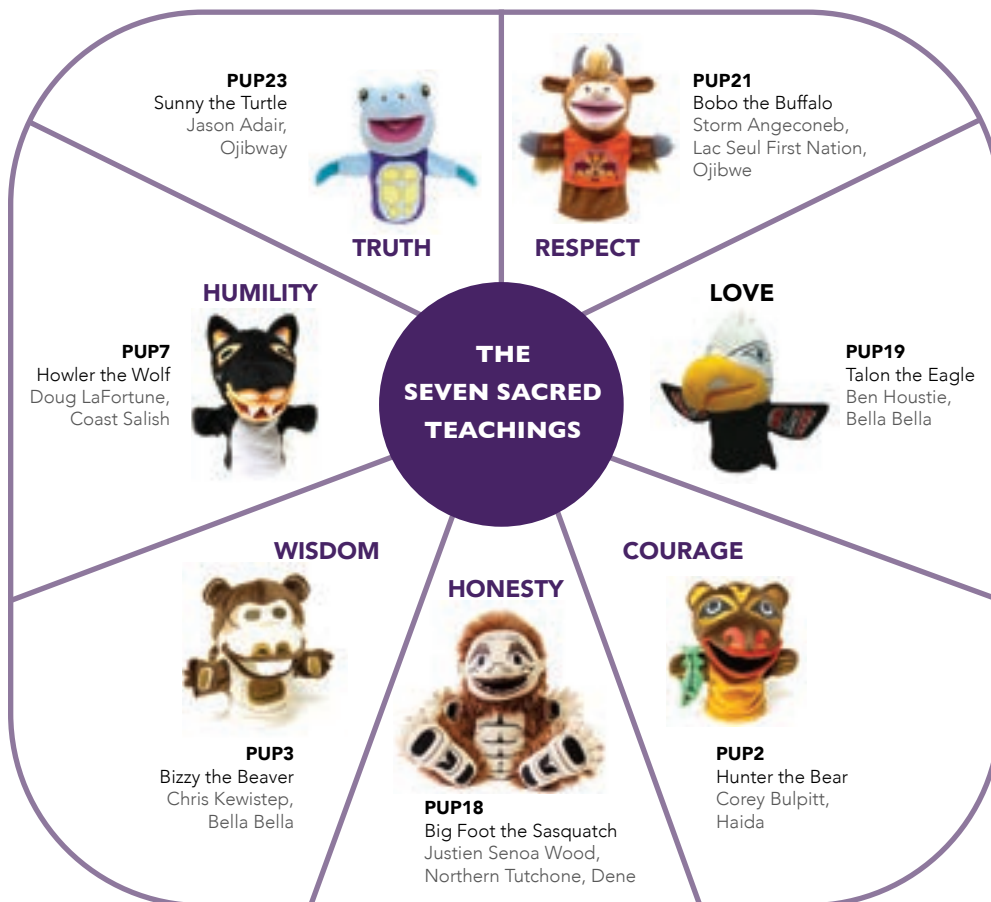 PUP23
Sunny the Turtle
Jason Adair,
Ojibway
TRUTH
PUP21
Bobo the Buffalo
Storm Angeconeb,
Lac Seul First Nation,
Ojibwe
RESPECT
HUMILITY
PUP7
Howler the Wolf
Doug LaFortune,
Coast Salish
THE
SEVEN SACRED
TEACHINGS
LOVE
PUP19
Talon the Eagle
Ben Houstie,
Bella Bella
WISDOM
PUP3
Bizzy the Beaver
Chris Kewistep,
Bella Bella
HONESTY
PUP18
Big Foot the Sasquatch
Justien Senoa Wood,
Northern Tutchone, Dene
COURAGE
PUP2
Hunter the Bear
Corey Bulpitt,
Haida